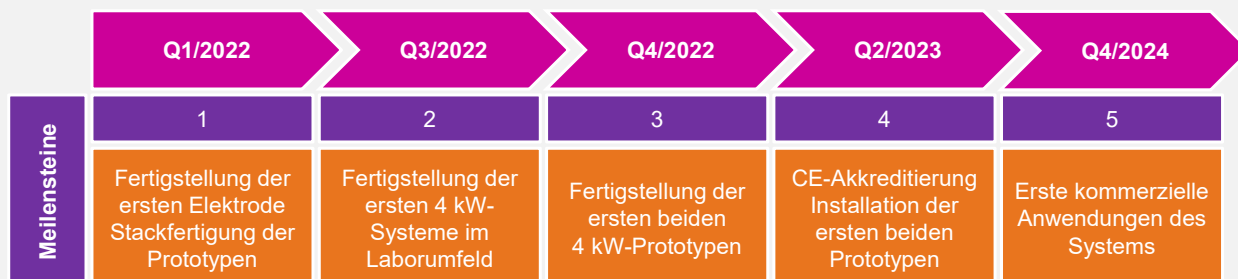 Q1/2022
Q3/2022
Q4/2022
Q2/2023
Q4/2024
Meilensteine
1
2
3
4
5
Fertigstellung der
ersten Elektrode
Stackfertigung der
Prototypen
Fertigstellung der
ersten 4 kW-
Systeme im
Laborumfeld
Fertigstellung der
ersten beiden
4 kW-Prototypen
CE-Akkreditierung
Installation der
ersten beiden
Prototypen
Erste kommerzielle
Anwendungen des
Systems